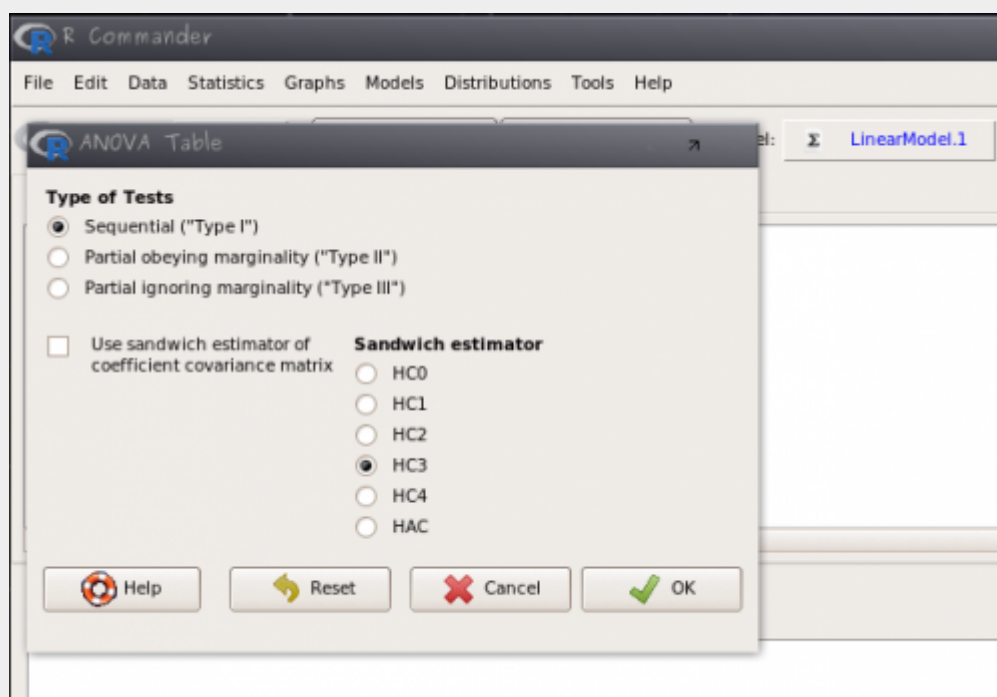 R Commander
File Edit Data Statistics Graphs Models Distributions Tools Help
ANOVA Table
el: Σ LinearModel.1
Type of Tests
Sequential ("Type I")
Partial obeying marginality ("Type II")
Partial ignoring marginality ("Type III")
Use sandwich estimator of
coefficient covariance matrix
Sandwich estimator
HC0
HC1
HC2
HC3
HC4
HAC
Help Reset Cancel OK